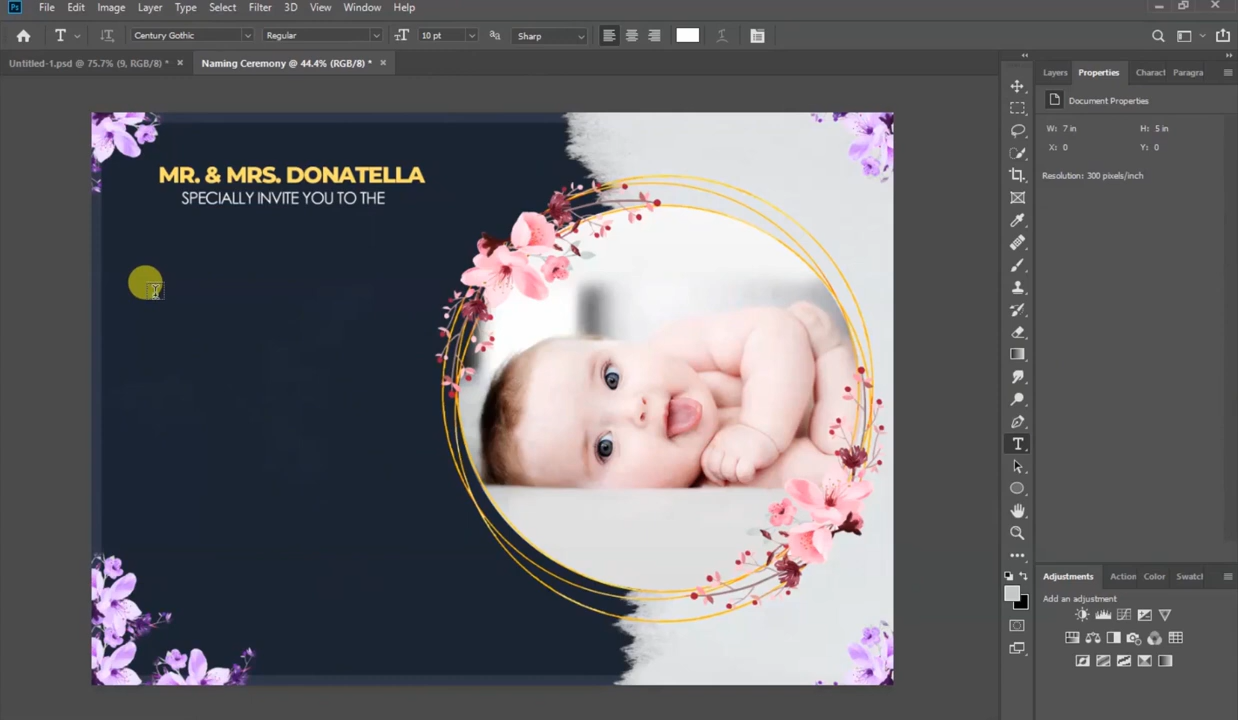 Ps File Edit Image Layer Type Select Filter 3D View Window Help
T Century Gothic Regular 10 pt Sharp
Untitled-1.psd @ 75.7% (9, RGB/8) * × Naming Ceremony @ 44.4% (RGB/8) * ×
Layers Properties Charact Paragra
Document Properties
W: 7 in H: 5 in
X: 0 Y: 0
Resolution: 300 pixels/inch
MR. & MRS. DONATELLA
SPECIALLY INVITE YOU TO THE
Adjustments Action Color Swatch
Add an adjustment